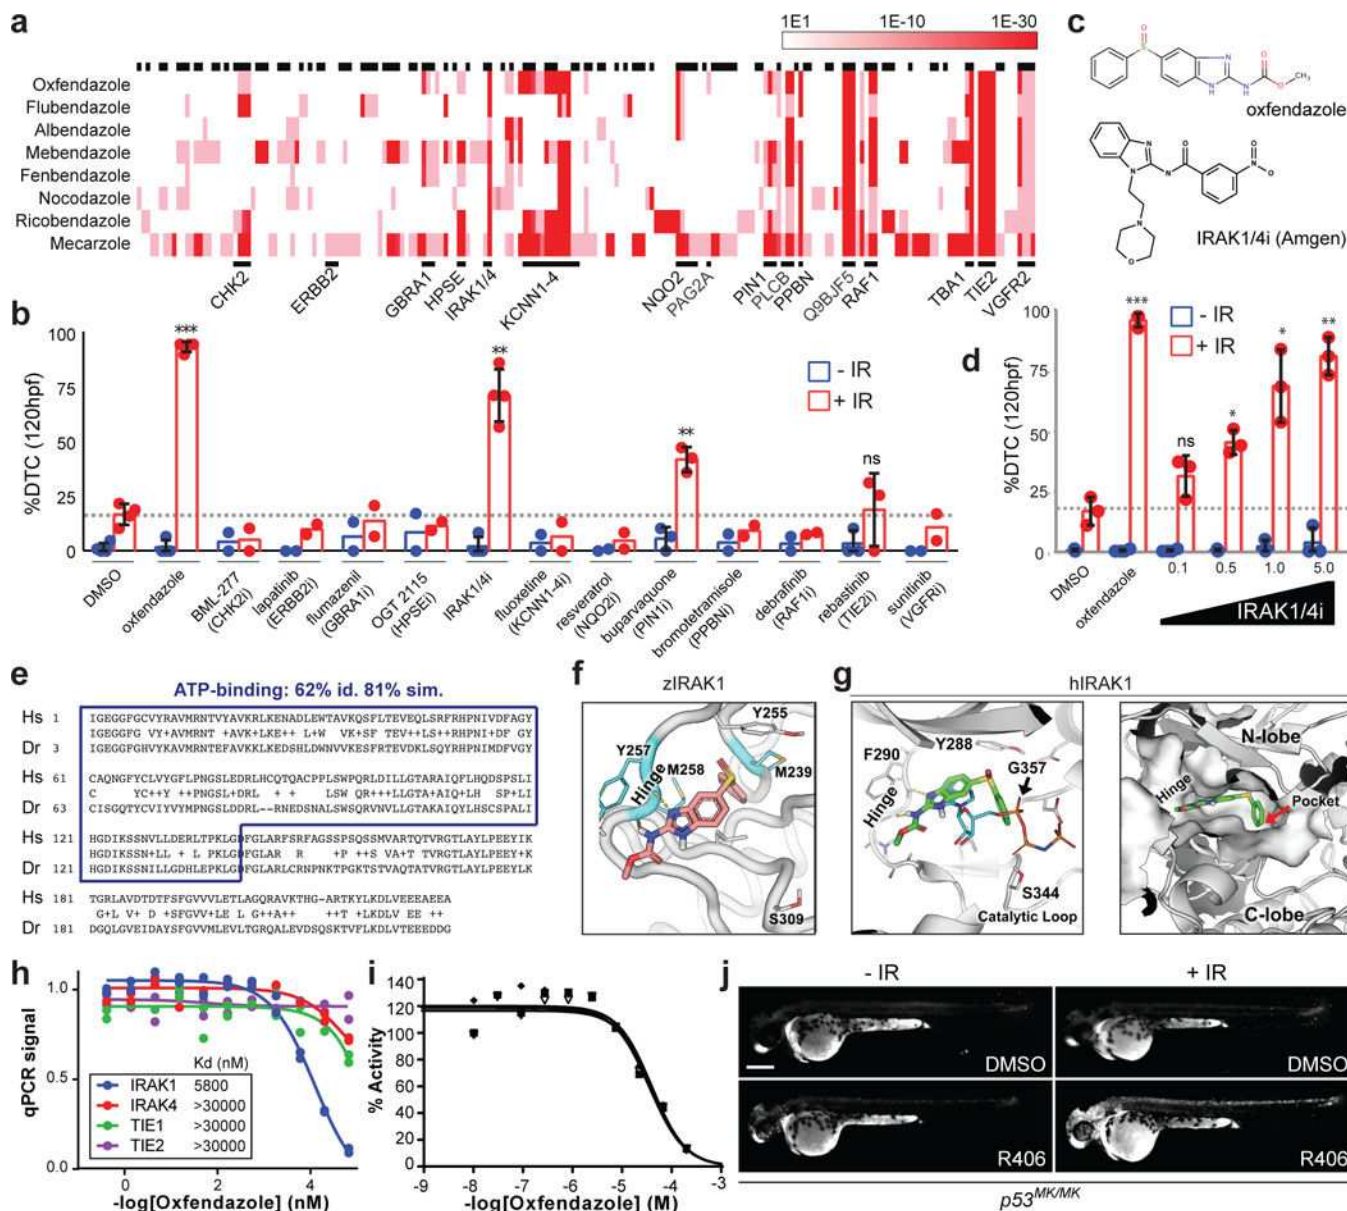 a
1E1 1E-10 1E-30
Oxfendazole
Flubendazole
Albendazole
Mebendazole
Fenbendazole
Nocodazole
Ricobendazole
Mecarzole
CHK2
ERBB2
GBRA1
HPSE
IRAK1/4
KCNN1-4
NQO2
PAG2A
PIN1
PLCB
PPBN
Q9BJF5
RAF1
TBA1
TIE2
VGFR2
c
oxfendazole
IRAK1/4i (Amgen)
b
%DTC (120hpf)
100
75
50
25
0
- IR
+ IR
***
**
**
ns
DMSO
oxfendazole
BML-277
(CHK2i)
lapatinib
(ERBB2i)
flumazenil
(GBRA1i)
OGT 2115
(HPSEi)
IRAK1/4i
fluoxetine
(KCNN1-4i)
resveratrol
(NQO2i)
buparvaquone
(PIN1i)
bromotetramisole
(PPBNi)
debrafinib
(RAF1i)
rebastinib
(TIE2i)
sunitinib
(VGFRi)
d
%DTC (120hpf)
100
75
50
25
0
- IR
+ IR
***
ns
*
*
**
DMSO
oxfendazole
0.1 0.5 1.0 5.0
IRAK1/4i
e
ATP-binding: 62% id. 81% sim.
Hs 1 IGEGGFGCVYRAVMRNTVYAVKRLKENADLEWTAVKQSFLTEVEQLSRFRHPNIVDFAGY
IGEGGFG VY+AVMRNT +AVK+LKE++ L+W VK+SF TEV++LS++RHPNI+DF GY
Dr 3 IGEGGFGHVYKAVMRNTEFAVKKLKEDSHLDWNVVKESFRTEVDKLSQYRHPNIMDFVGY
Hs 61 CAQNGFYCLVYGFLPNGSLEDRLHCQTQACPPLSWPQRLDILLGTARAIQFLHQDSPSLI
C YC++Y ++PNGSL+DRL ++ LSW QR+++LLGTA+AIQ+LH SP+LI
Dr 63 CISGQTYCVIYVYMPNGSLDDRL--RNEDSNALSWSQRVNVLLGTAKAIQYLHSCSPALI
Hs 121 HGDIKSSNVLLDERLTPKLGDFGLARFSRFAGSSPSQSSMVARTQTVRGTLAYLPEEYIK
HGDIKSSN+LL + L PKLGDFGLAR R +P ++S VA+T TVRGTLAYLPEEY+K
Dr 121 HGDIKSSNILLGDHLEPKLGDFGLARLCRNPNKTPGKTSTVAQTATVRGTLAYLPEEYLK
Hs 181 TGRLAVDTDTFSFGVVVLETLAGQRAVKTHG-ARTKYLKDLVEEEAEEA
G+L V+ D +SFGVV+LE L G++A++ ++T +LKDLV EE ++
Dr 181 DGQLGVEIDAYSFGVVMLEVLTGRQALEVDSQSKTVFLKDLVTEEEDDG
f
zIRAK1
Y255
Y257
Hinge
M258
M239
S309
g
hIRAK1
Y288
F290
G357
Hinge
S344
Catalytic Loop
N-lobe
Hinge
Pocket
C-lobe
h
qPCR signal
1.0
0.5
0.0
Kd (nM)
IRAK1 5800
IRAK4 >30000
TIE1 >30000
TIE2 >30000
0 2 4
-log[Oxfendazole] (nM)
i
% Activity
140
120
100
80
60
40
20
0
-9 -8 -7 -6 -5 -4 -3
-log[Oxfendazole] (M)
j
- IR + IR
DMSO DMSO
R406 R406
p53MK/MK